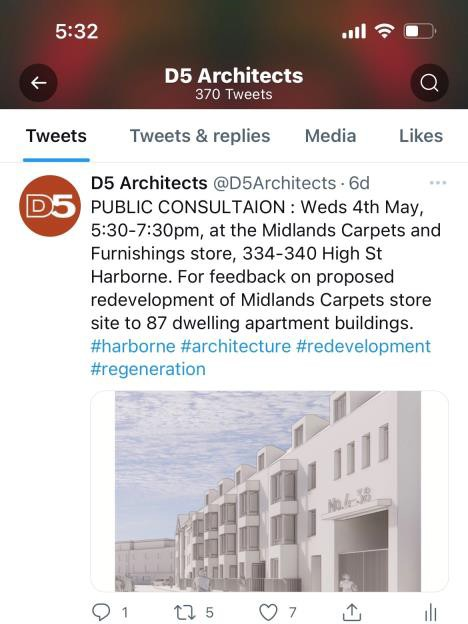 5:32
D5 Architects
370 Tweets
Tweets Tweets & replies Media Likes
D5 Architects @D5Architects · 6d
D5
PUBLIC CONSULTAION : Weds 4th May,
5:30-7:30pm, at the Midlands Carpets and
Furnishings store, 334-340 High St
Harborne. For feedback on proposed
redevelopment of Midlands Carpets store
site to 87 dwelling apartment buildings.
#harborne #architecture #redevelopment
#regeneration
1 5 7